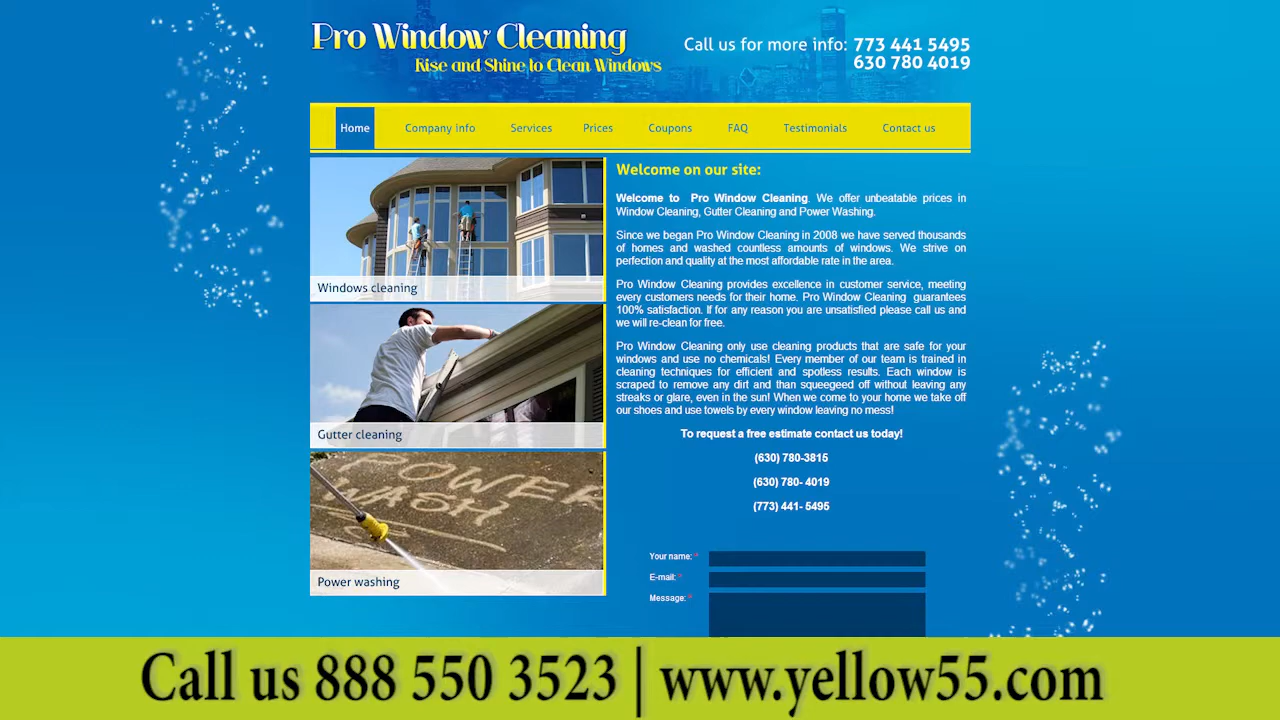 Pro Window Cleaning
Rise and Shine to Clean Windows
Call us for more info: 773 441 5495
630 780 4019
Home Company info Services Prices Coupons FAQ Testimonials Contact us
Windows cleaning
Gutter cleaning
POWER
WASH
Power washing
Welcome on our site:
Welcome to Pro Window Cleaning. We offer unbeatable prices in
Window Cleaning, Gutter Cleaning and Power Washing.
Since we began Pro Window Cleaning in 2008 we have served thousands
of homes and washed countless amounts of windows. We strive on
perfection and quality at the most affordable rate in the area.
Pro Window Cleaning provides excellence in customer service, meeting
every customers needs for their home. Pro Window Cleaning guarantees
100% satisfaction. If for any reason you are unsatisfied please call us and
we will re-clean for free.
Pro Window Cleaning only use cleaning products that are safe for your
windows and use no chemicals! Every member of our team is trained in
cleaning techniques for efficient and spotless results. Each window is
scraped to remove any dirt and than squeegeed off without leaving any
streaks or glare, even in the sun! When we come to your home we take off
our shoes and use towels by every window leaving no mess!
To request a free estimate contact us today!
(630) 780-3815
(630) 780- 4019
(773) 441- 5495
Your name: *
E-mail: *
Message: *
Call us 888 550 3523 | www.yellow55.com